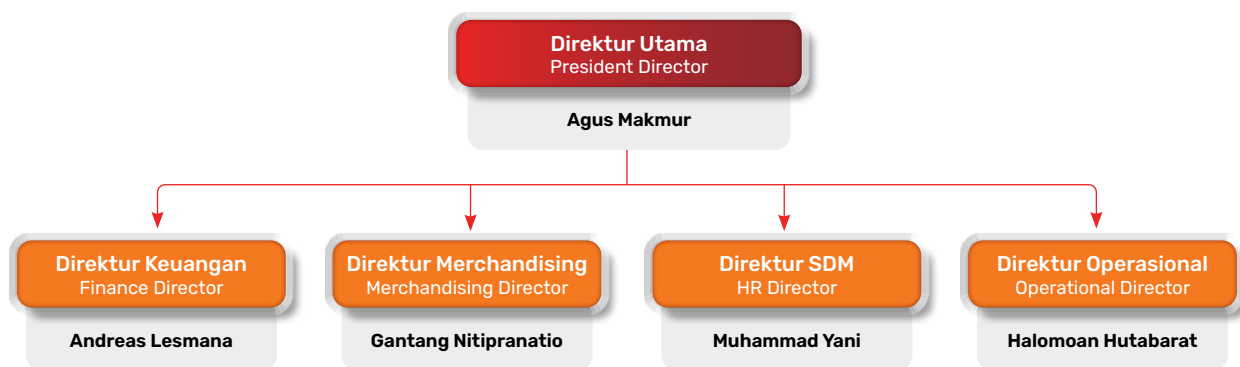 Direktur Utama
President Director
Agus Makmur
Direktur Keuangan
Finance Director
Andreas Lesmana
Direktur Merchandising
Merchandising Director
Gantang Nitipranatio
Direktur SDM
HR Director
Muhammad Yani
Direktur Operasional
Operational Director
Halomoan Hutabarat